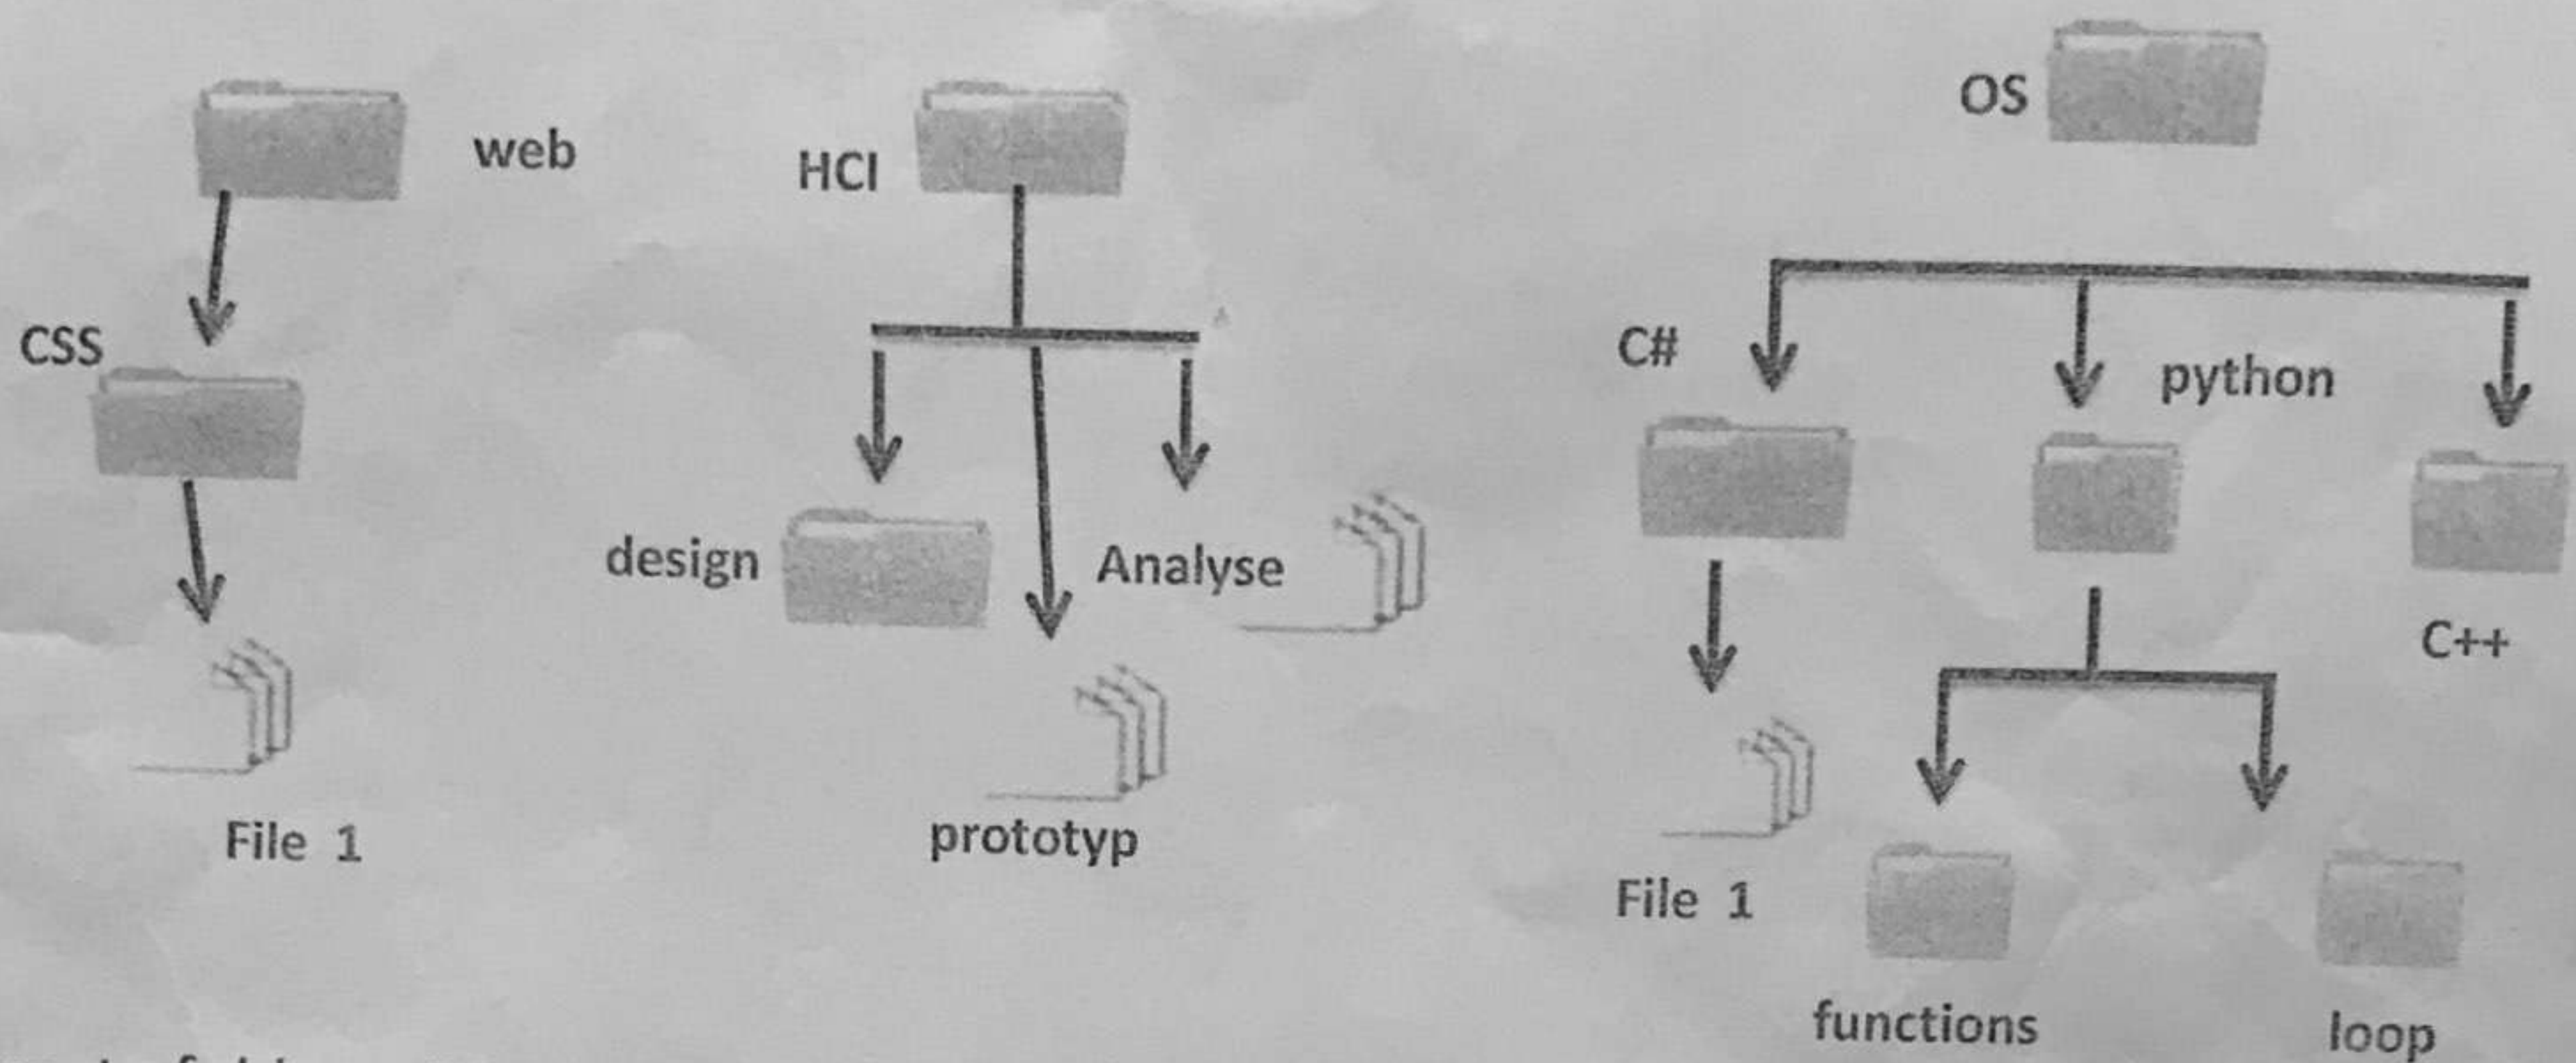 OS
web
HCI
CSS
C#
python
design
Analyse
C++
File 1
prototyp
File 1
functions
loop